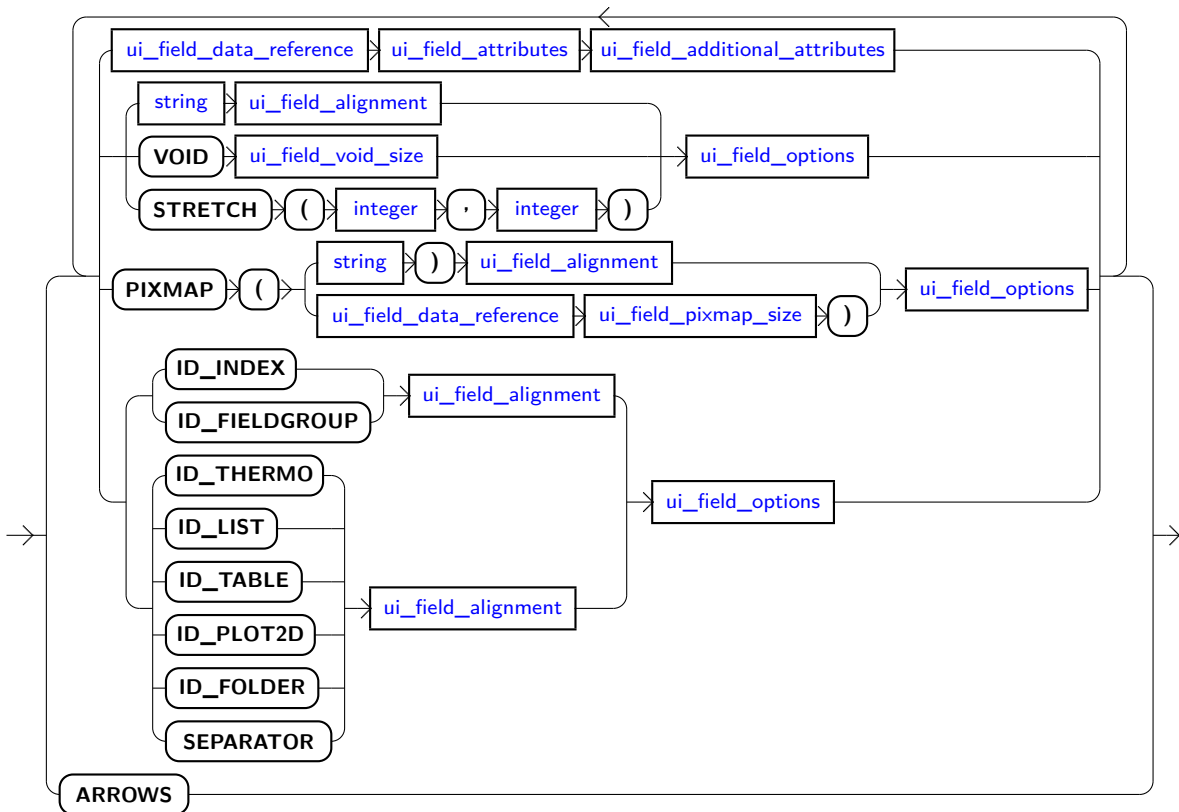 ui_field_data_reference ui_field_attributes ui_field_additional_attributes
string ui_field_alignment
VOID ui_field_void_size ui_field_options
STRETCH ( integer , integer )
string ) ui_field_alignment
PIXMAP ( ui_field_options
ui_field_data_reference ui_field_pixmap_size )
ID_INDEX
ui_field_alignment
ID_FIELDGROUP
ID_THERMO
ui_field_options
ID_LIST
ID_TABLE
ui_field_alignment
ID_PLOT2D
ID_FOLDER
SEPARATOR
ARROWS